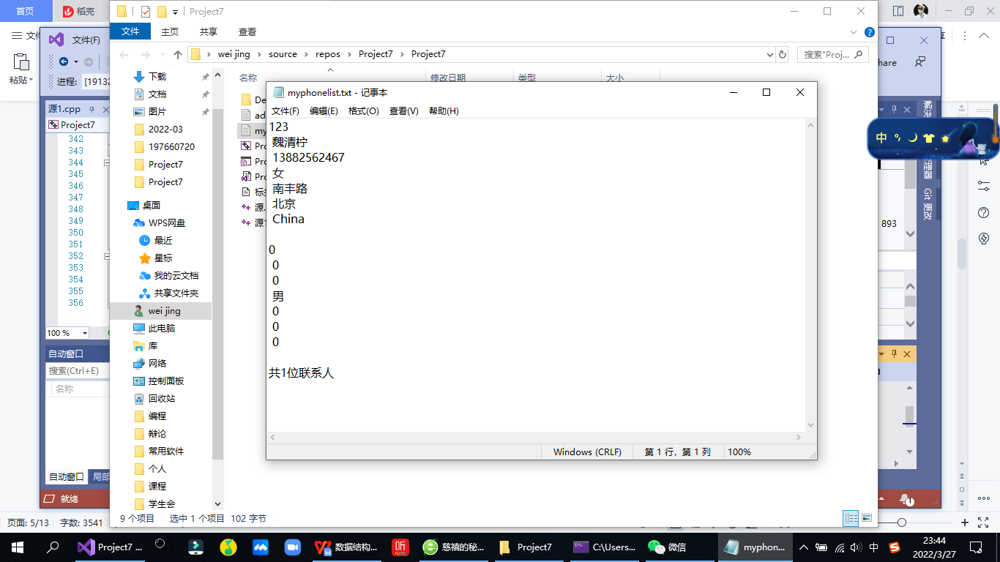 首页
稻壳
Project7
文件
主页
共享
查看
文件(F)
wei jing
source
repos
Project7
Project7
搜索"Proj...
粘贴
进程:
[19132
hare
源1.cpp
Project7
342
343
344
345
346
347
348
349
350
351
352
353
354
355
356
100 %
自动窗口
搜索(Ctrl+E)
名称
自动窗口
局部
就绪
页面: 5/13
字数: 3541
下载
文档
图片
2022-03
197660720
Project7
Project7
桌面
WPS网盘
最近
星标
我的云文档
共享文件夹
wei jing
此电脑
库
网络
控制面板
回收站
编程
辩论
常用软件
个人
课程
学生会
9 个项目
选中 1 个项目
102 字节
名称
修改日期
类型
大小
De
ad
my
Pro
Pro
Pro
标
源.
源1
myphonelist.txt - 记事本
文件(F)
编辑(E)
格式(O)
查看(V)
帮助(H)
123
魏清柠
13882562467
女
南丰路
北京
China
0
0
0
男
0
0
0
共1位联系人
Windows (CRLF)
第 1 行，第 1 列
100%
中
Git 更改
893
1
Project7 ...
数据结构...
慈禧的秘...
Project7
C:\Users...
微信
myphon...
中
23:44
2022/3/27